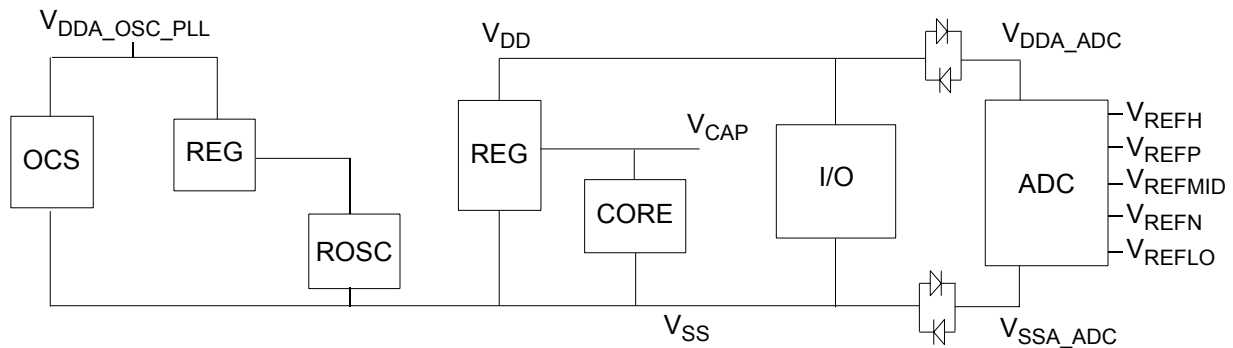 VDDA_OSC_PLL
VDD
VDDA_ADC
OCS
REG
ROSC
REG
VCAP
CORE
I/O
ADC
VREFH
VREFP
VREFMID
VREFN
VREFLO
VSS
VSSA_ADC